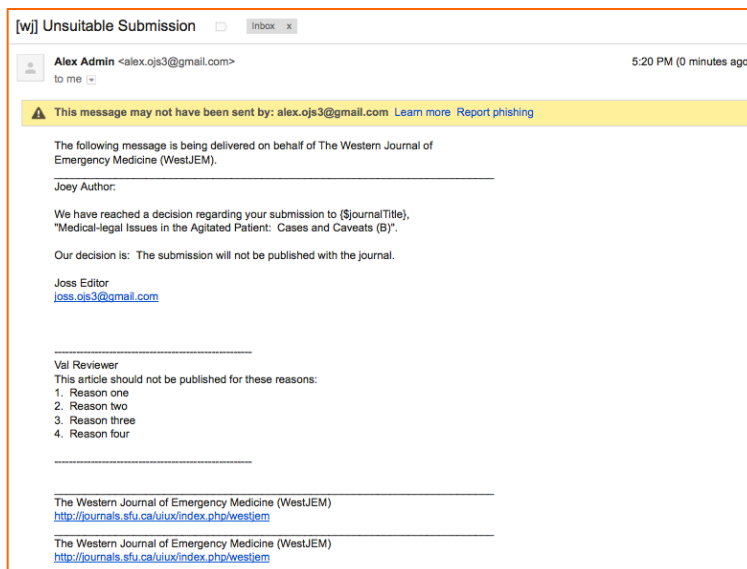 [wj] Unsuitable Submission Inbox x
Alex Admin <alex.ojs3@gmail.com> 5:20 PM (0 minutes ago
to me
This message may not have been sent by: alex.ojs3@gmail.com Learn more Report phishing
The following message is being delivered on behalf of The Western Journal of
Emergency Medicine (WestJEM).
________________________________________________________________________
Joey Author:
We have reached a decision regarding your submission to {$journalTitle},
"Medical-legal Issues in the Agitated Patient: Cases and Caveats (B)".
Our decision is: The submission will not be published with the journal.
Joss Editor
joss.ojs3@gmail.com
------------------------------------------------------
Val Reviewer
This article should not be published for these reasons:
1. Reason one
2. Reason two
3. Reason three
4. Reason four
------------------------------------------------------
________________________________________________________________________
The Western Journal of Emergency Medicine (WestJEM)
http://journals.sfu.ca/uiux/index.php/westjem
________________________________________________________________________
The Western Journal of Emergency Medicine (WestJEM)
http://journals.sfu.ca/uiux/index.php/westjem